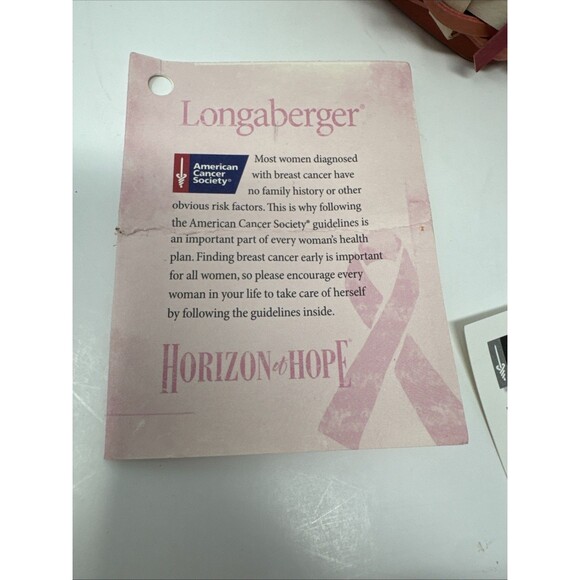 Longaberger®
American
Cancer
Society®
Most women diagnosed
with breast cancer have
no family history or other
obvious risk factors. This is why following
the American Cancer Society® guidelines is
an important part of every woman's health
plan. Finding breast cancer early is important
for all women, so please encourage every
woman in your life to take care of herself
by following the guidelines inside.
HORIZON of HOPE®